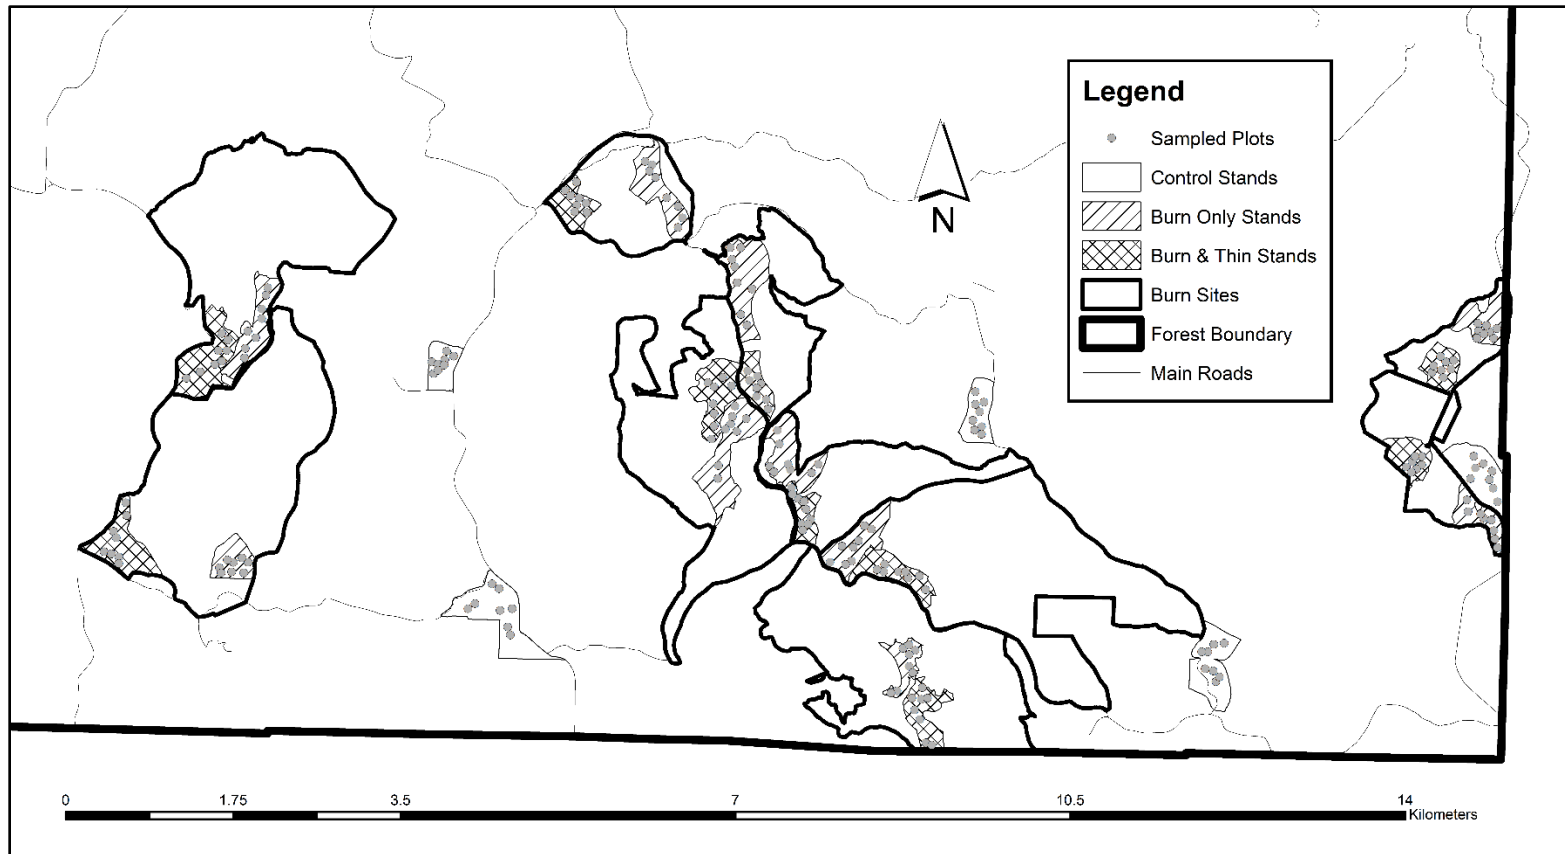 Legend
Sampled Plots
Control Stands
Burn Only Stands
Burn & Thin Stands
Burn Sites
Forest Boundary
Main Roads
N
0 1.75 3.5 7 10.5 14
Kilometers